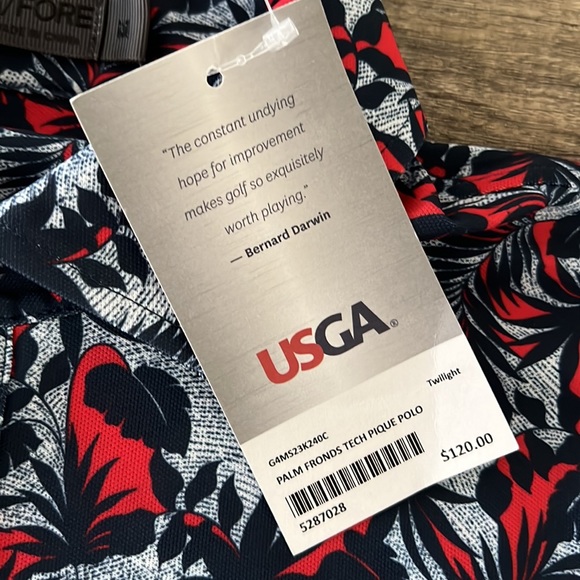 /FORE
"The constant undying
hope for improvement
makes golf so exquisitely
worth playing."
— Bernard Darwin
USGA®
Twilight
G4MS23K240C
PALM FRONDS TECH PIQUE POLO
$120.00
5287028